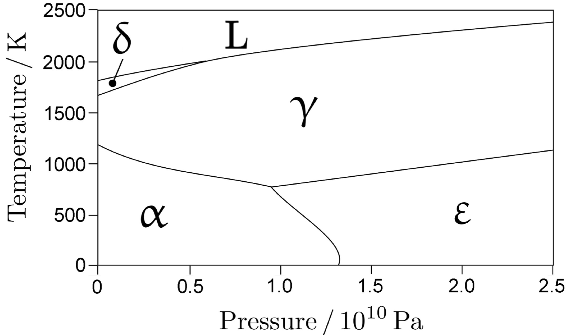 Temperature / K
2500
2000
1500
1000
500
0
δ
L
γ
α
ε
0
0.5
1.0
1.5
2.0
2.5
Pressure / 10¹⁰ Pa